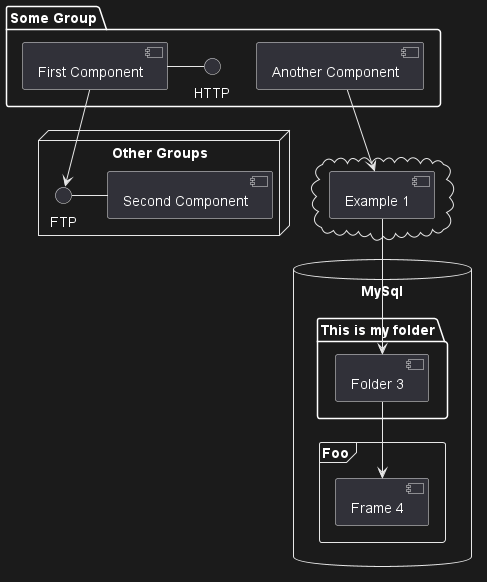 Some Group
First Component
HTTP
Another Component
Other Groups
FTP
Second Component
Example 1
MySql
This is my folder
Folder 3
Foo
Frame 4